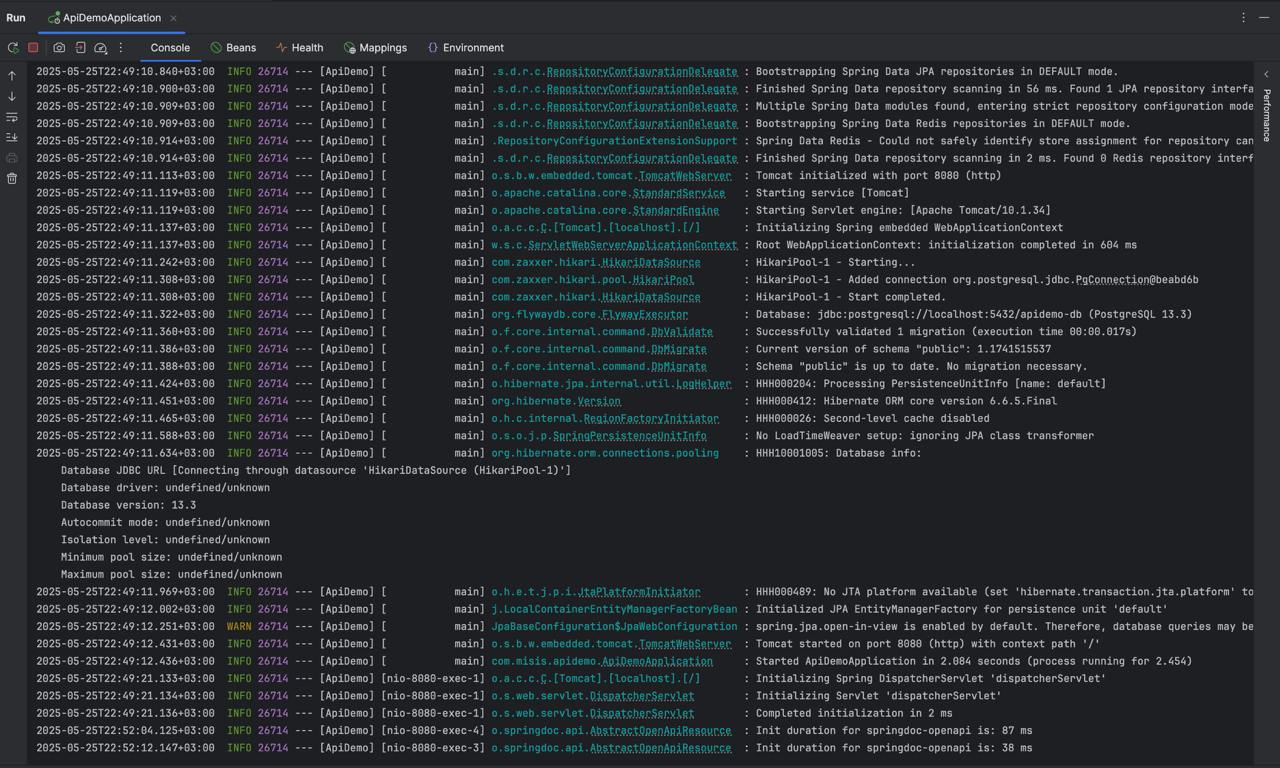 Run ApiDemoApplication
Console Beans Health Mappings Environment
2025-05-25T22:49:10.840+03:00  INFO 26714 --- [ApiDemo] [           main] .s.d.r.c.RepositoryConfigurationDelegate : Bootstrapping Spring Data JPA repositories in DEFAULT mode.
2025-05-25T22:49:10.900+03:00  INFO 26714 --- [ApiDemo] [           main] .s.d.r.c.RepositoryConfigurationDelegate : Finished Spring Data repository scanning in 56 ms. Found 1 JPA repository interfa
2025-05-25T22:49:10.909+03:00  INFO 26714 --- [ApiDemo] [           main] .s.d.r.c.RepositoryConfigurationDelegate : Multiple Spring Data modules found, entering strict repository configuration mode
2025-05-25T22:49:10.909+03:00  INFO 26714 --- [ApiDemo] [           main] .s.d.r.c.RepositoryConfigurationDelegate : Bootstrapping Spring Data Redis repositories in DEFAULT mode.
2025-05-25T22:49:10.914+03:00  INFO 26714 --- [ApiDemo] [           main] .RepositoryConfigurationExtensionSupport : Spring Data Redis - Could not safely identify store assignment for repository can
2025-05-25T22:49:10.914+03:00  INFO 26714 --- [ApiDemo] [           main] .s.d.r.c.RepositoryConfigurationDelegate : Finished Spring Data repository scanning in 2 ms. Found 0 Redis repository interf
2025-05-25T22:49:11.113+03:00  INFO 26714 --- [ApiDemo] [           main] o.s.b.w.embedded.tomcat.TomcatWebServer  : Tomcat initialized with port 8080 (http)
2025-05-25T22:49:11.119+03:00  INFO 26714 --- [ApiDemo] [           main] o.apache.catalina.core.StandardService   : Starting service [Tomcat]
2025-05-25T22:49:11.119+03:00  INFO 26714 --- [ApiDemo] [           main] o.apache.catalina.core.StandardEngine    : Starting Servlet engine: [Apache Tomcat/10.1.34]
2025-05-25T22:49:11.137+03:00  INFO 26714 --- [ApiDemo] [           main] o.a.c.c.C.[Tomcat].[localhost].[/]       : Initializing Spring embedded WebApplicationContext
2025-05-25T22:49:11.137+03:00  INFO 26714 --- [ApiDemo] [           main] w.s.c.ServletWebServerApplicationContext : Root WebApplicationContext: initialization completed in 604 ms
2025-05-25T22:49:11.242+03:00  INFO 26714 --- [ApiDemo] [           main] com.zaxxer.hikari.HikariDataSource       : HikariPool-1 - Starting...
2025-05-25T22:49:11.308+03:00  INFO 26714 --- [ApiDemo] [           main] com.zaxxer.hikari.pool.HikariPool        : HikariPool-1 - Added connection org.postgresql.jdbc.PgConnection@beabd6b
2025-05-25T22:49:11.308+03:00  INFO 26714 --- [ApiDemo] [           main] com.zaxxer.hikari.HikariDataSource       : HikariPool-1 - Start completed.
2025-05-25T22:49:11.322+03:00  INFO 26714 --- [ApiDemo] [           main] org.flywaydb.core.FlywayExecutor         : Database: jdbc:postgresql://localhost:5432/apidemo-db (PostgreSQL 13.3)
2025-05-25T22:49:11.360+03:00  INFO 26714 --- [ApiDemo] [           main] o.f.core.internal.command.DbValidate     : Successfully validated 1 migration (execution time 00:00.017s)
2025-05-25T22:49:11.386+03:00  INFO 26714 --- [ApiDemo] [           main] o.f.core.internal.command.DbMigrate      : Current version of schema "public": 1.1741515537
2025-05-25T22:49:11.388+03:00  INFO 26714 --- [ApiDemo] [           main] o.f.core.internal.command.DbMigrate      : Schema "public" is up to date. No migration necessary.
2025-05-25T22:49:11.424+03:00  INFO 26714 --- [ApiDemo] [           main] o.hibernate.jpa.internal.util.LogHelper  : HHH000204: Processing PersistenceUnitInfo [name: default]
2025-05-25T22:49:11.451+03:00  INFO 26714 --- [ApiDemo] [           main] org.hibernate.Version                    : HHH000412: Hibernate ORM core version 6.6.5.Final
2025-05-25T22:49:11.465+03:00  INFO 26714 --- [ApiDemo] [           main] o.h.c.internal.RegionFactoryInitiator    : HHH000026: Second-level cache disabled
2025-05-25T22:49:11.588+03:00  INFO 26714 --- [ApiDemo] [           main] o.s.o.j.p.SpringPersistenceUnitInfo      : No LoadTimeWeaver setup: ignoring JPA class transformer
2025-05-25T22:49:11.634+03:00  INFO 26714 --- [ApiDemo] [           main] org.hibernate.orm.connections.pooling    : HHH10001005: Database info:
Database JDBC URL [Connecting through datasource 'HikariDataSource (HikariPool-1)']
Database driver: undefined/unknown
Database version: 13.3
Autocommit mode: undefined/unknown
Isolation level: undefined/unknown
Minimum pool size: undefined/unknown
Maximum pool size: undefined/unknown
2025-05-25T22:49:11.969+03:00  INFO 26714 --- [ApiDemo] [           main] o.h.e.t.j.p.i.JtaPlatformInitiator       : HHH000489: No JTA platform available (set 'hibernate.transaction.jta.platform' to
2025-05-25T22:49:12.002+03:00  INFO 26714 --- [ApiDemo] [           main] j.LocalContainerEntityManagerFactoryBean : Initialized JPA EntityManagerFactory for persistence unit 'default'
2025-05-25T22:49:12.251+03:00  WARN 26714 --- [ApiDemo] [           main] JpaBaseConfiguration$JpaWebConfiguration : spring.jpa.open-in-view is enabled by default. Therefore, database queries may be
2025-05-25T22:49:12.431+03:00  INFO 26714 --- [ApiDemo] [           main] o.s.b.w.embedded.tomcat.TomcatWebServer  : Tomcat started on port 8080 (http) with context path '/'
2025-05-25T22:49:12.436+03:00  INFO 26714 --- [ApiDemo] [           main] com.misis.apidemo.ApiDemoApplication     : Started ApiDemoApplication in 2.084 seconds (process running for 2.454)
2025-05-25T22:49:21.133+03:00  INFO 26714 --- [ApiDemo] [nio-8080-exec-1] o.a.c.c.C.[Tomcat].[localhost].[/]       : Initializing Spring DispatcherServlet 'dispatcherServlet'
2025-05-25T22:49:21.134+03:00  INFO 26714 --- [ApiDemo] [nio-8080-exec-1] o.s.web.servlet.DispatcherServlet        : Initializing Servlet 'dispatcherServlet'
2025-05-25T22:49:21.136+03:00  INFO 26714 --- [ApiDemo] [nio-8080-exec-1] o.s.web.servlet.DispatcherServlet        : Completed initialization in 2 ms
2025-05-25T22:52:04.125+03:00  INFO 26714 --- [ApiDemo] [nio-8080-exec-4] o.springdoc.api.AbstractOpenApiResource  : Init duration for springdoc-openapi is: 87 ms
2025-05-25T22:52:12.147+03:00  INFO 26714 --- [ApiDemo] [nio-8080-exec-3] o.springdoc.api.AbstractOpenApiResource  : Init duration for springdoc-openapi is: 38 ms
Performance